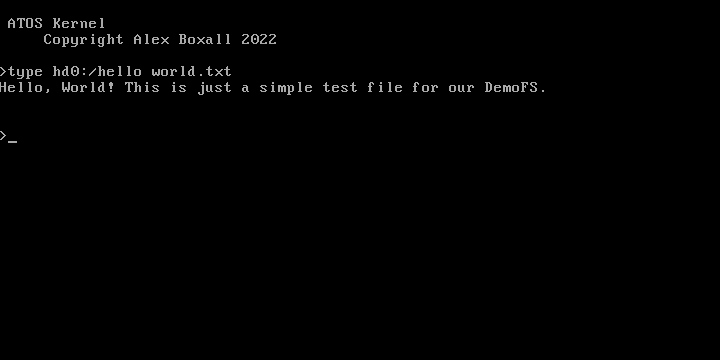 ATOS Kernel
Copyright Alex Boxall 2022
>type hd0:/hello world.txt
Hello, World! This is just a simple test file for our DemoFS.
>_